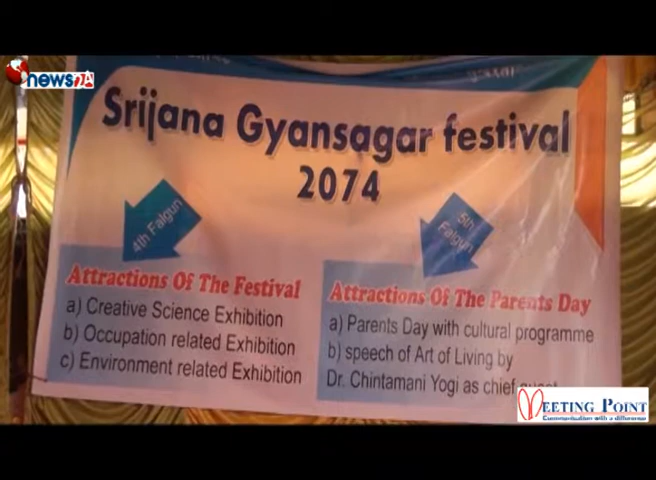 news24
Srijana Gyansagar festival
2074
4th Falgun
Attractions Of The Festival
a) Creative Science Exhibition
b) Occupation related Exhibition
c) Environment related Exhibition
5th
Falgun
Attractions Of The Parents Day
a) Parents Day with cultural programme
b) speech of Art of Living by
Dr. Chintamani Yogi as chief guest
MEETING POINT
Communication with a difference